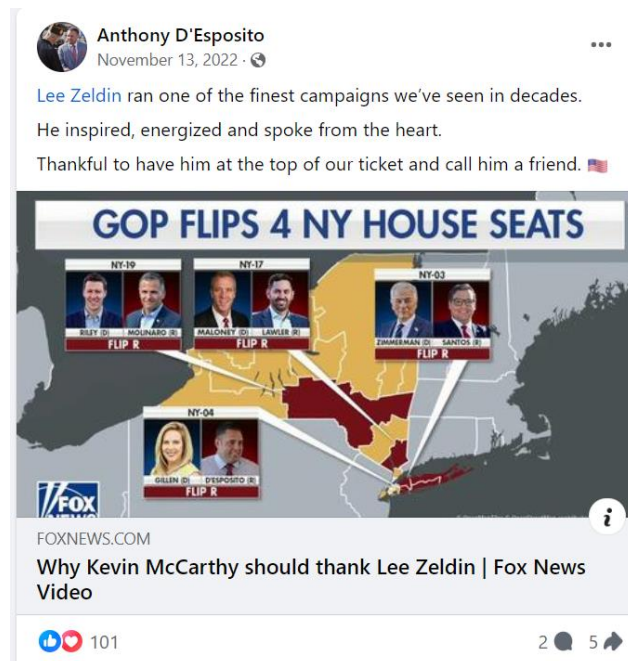 Anthony D'Esposito
November 13, 2022
Lee Zeldin ran one of the finest campaigns we've seen in decades.
He inspired, energized and spoke from the heart.
Thankful to have him at the top of our ticket and call him a friend. 🇺🇸
GOP FLIPS 4 NY HOUSE SEATS
NY-19
RILEY (D) MOLINARO (R)
FLIP R
NY-17
MALONEY (D) LAWLER (R)
FLIP R
NY-03
ZIMMERMAN (D) SANTOS (R)
FLIP R
NY-04
GILLEN (D) D'ESPOSITO (R)
FLIP R
FOX
NEWS
FOXNEWS.COM
Why Kevin McCarthy should thank Lee Zeldin | Fox News
Video
101
2 5